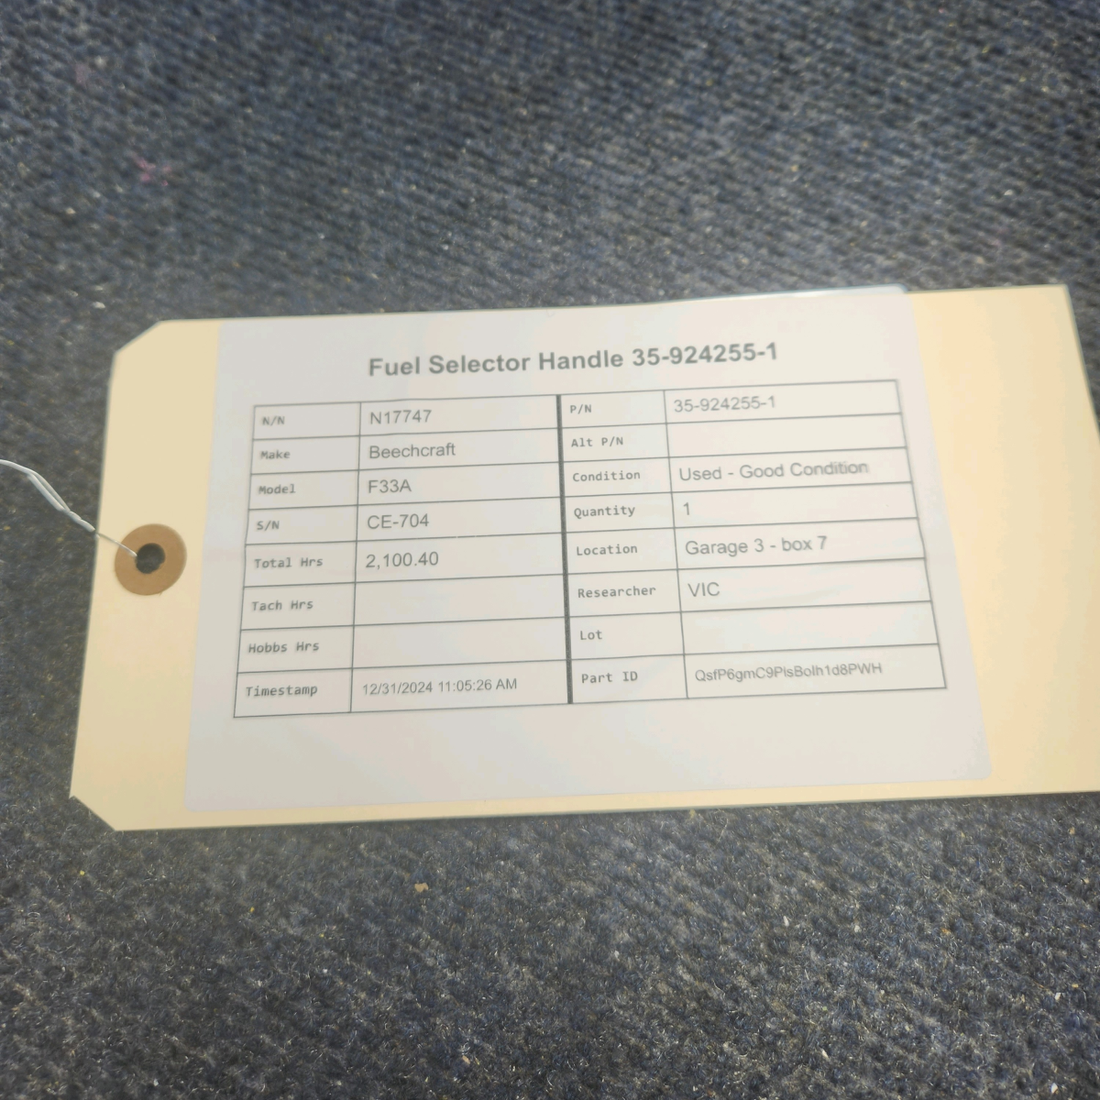 Fuel Selector Handle 35-924255-1
N/N N17747 P/N 35-924255-1
Make Beechcraft Alt P/N
Model F33A Condition Used - Good Condition
S/N CE-704 Quantity 1
Total Hrs 2,100.40 Location Garage 3 - box 7
Tach Hrs Researcher VIC
Hobbs Hrs Lot
Timestamp 12/31/2024 11:05:26 AM Part ID